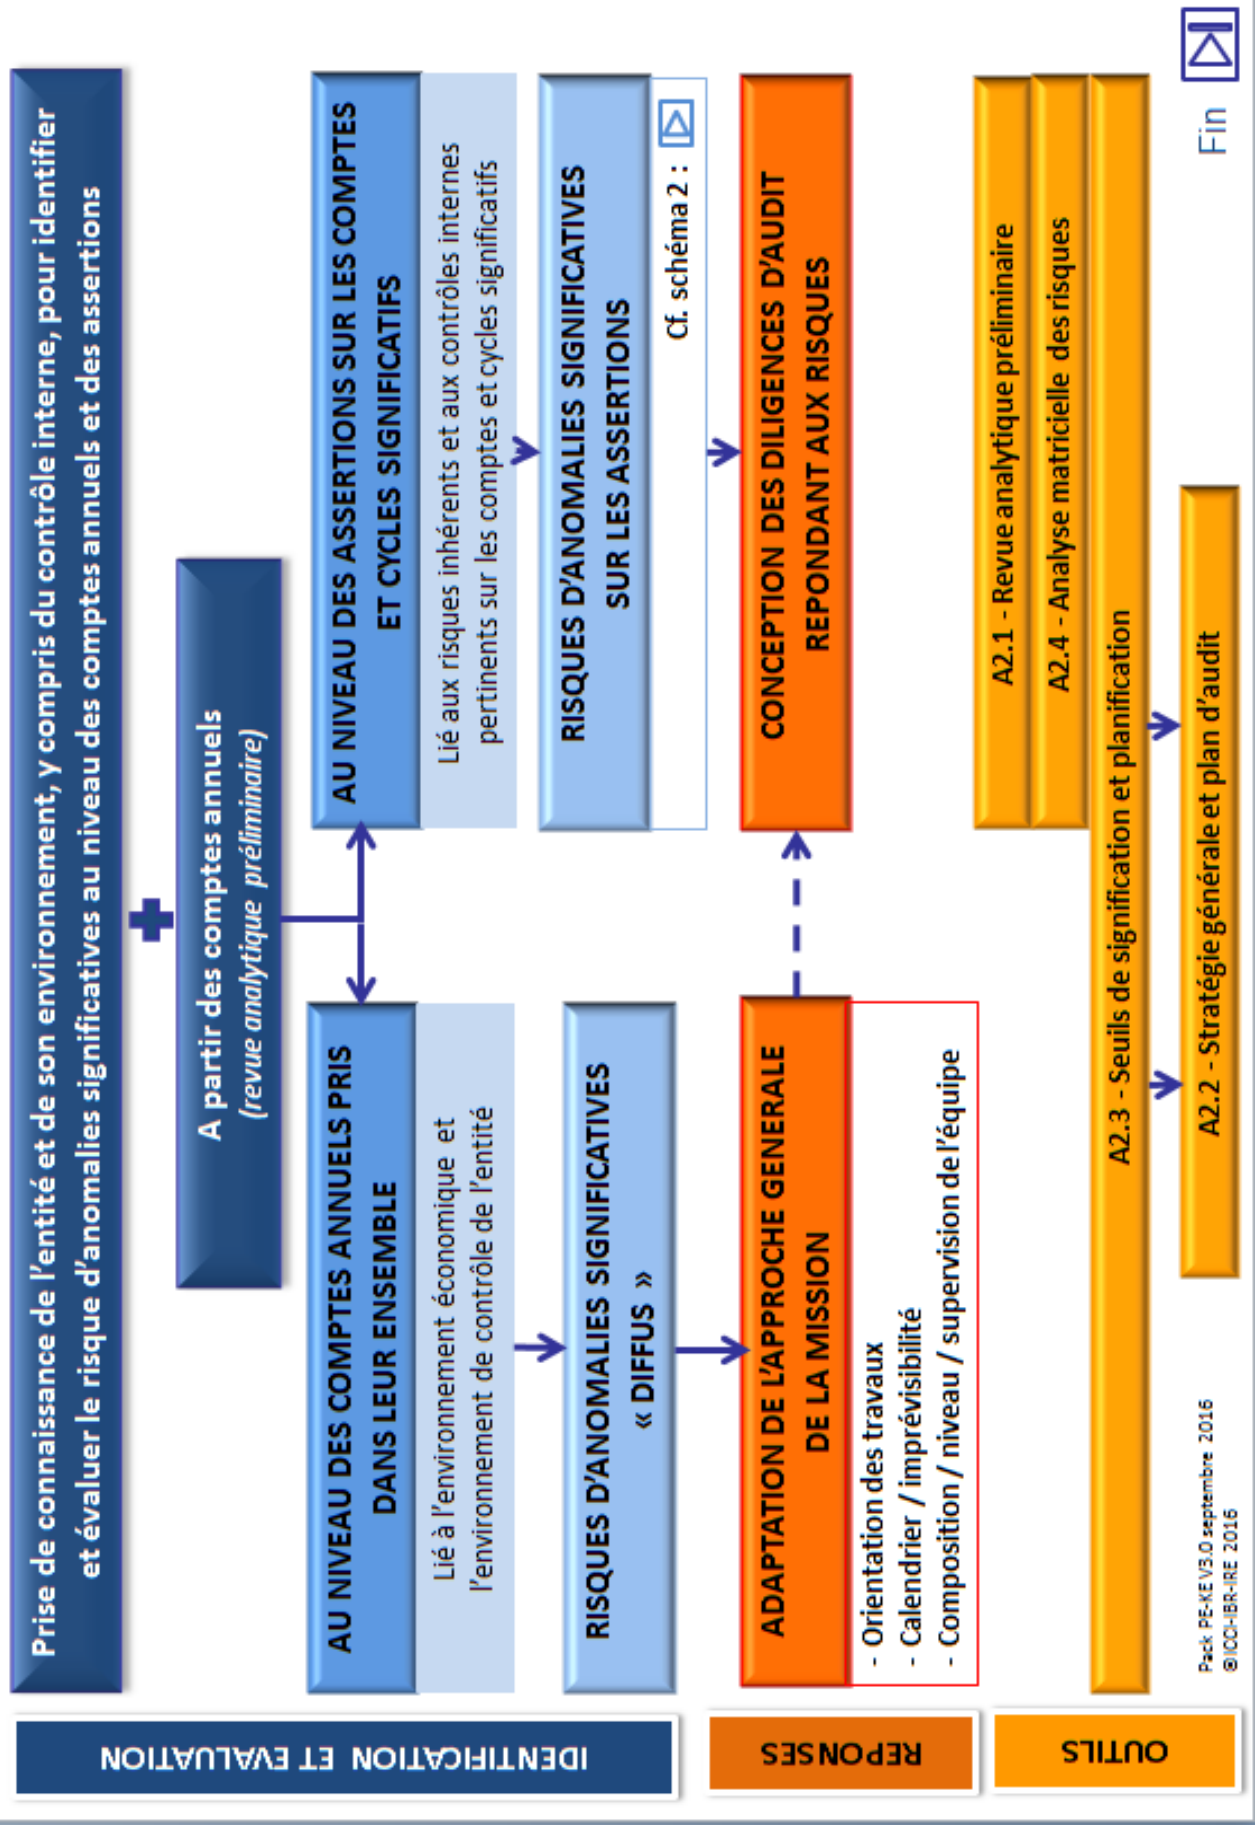 Prise de connaissance de l'entité et de son environnement, y compris du contrôle interne, pour identifier
et évaluer le risque d'anomalies significatives au niveau des comptes annuels et des assertions
A partir des comptes annuels
(revue analytique préliminaire)
IDENTIFICATION ET EVALUATION
AU NIVEAU DES COMPTES ANNUELS PRIS
DANS LEUR ENSEMBLE
Lié à l'environnement économique et
l'environnement de contrôle de l'entité
RISQUES D'ANOMALIES SIGNIFICATIVES
« DIFFUS »
AU NIVEAU DES ASSERTIONS SUR LES COMPTES
ET CYCLES SIGNIFICATIFS
Lié aux risques inhérents et aux contrôles internes
pertinents sur les comptes et cycles significatifs
RISQUES D'ANOMALIES SIGNIFICATIVES
SUR LES ASSERTIONS
Cf. schéma 2 :
REPONSES
ADAPTATION DE L'APPROCHE GENERALE
DE LA MISSION
- Orientation des travaux
- Calendrier / imprévisibilité
- Composition / niveau / supervision de l'équipe
CONCEPTION DES DILIGENCES D'AUDIT
REPONDANT AUX RISQUES
OUTILS
A2.1 - Revue analytique préliminaire
A2.4 - Analyse matricielle des risques
A2.3 - Seuils de signification et planification
A2.2 - Stratégie générale et plan d'audit
Pack PE-KE V3.0 septembre 2016
©ICCI-IBR-IRE 2016
Fin